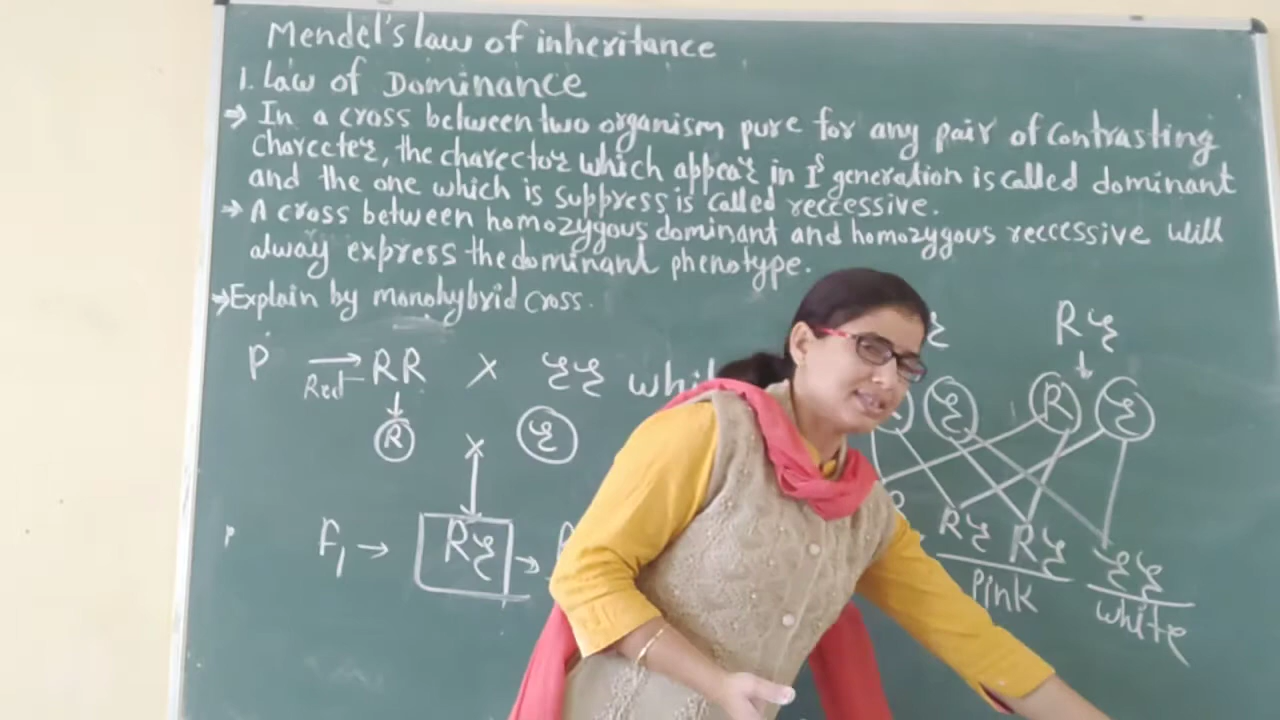 Mendel's law of inheritance
1. Law of Dominance
⇒ In a cross between two organism pure for any pair of contrasting
Charecter, the charector which appear in Iˢ generation is called dominant
and the one which is suppress is called reccessive.
→ A cross between homozygous dominant and homozygous reccessive will
alway express the dominant phenotype.
⇒ Explain by monohybrid cross.
Rr
P → RR × rr
Red
R r r R r
F1 → Rr →
Rr Rr rr
Pink white